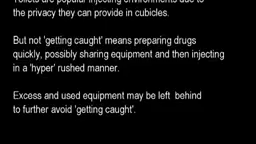 Toilets are popular injecting environments due to
the privacy they can provide in cubicles.
But not 'getting caught' means preparing drugs
quickly, possibly sharing equipment and then injecting
in a 'hyper' rushed manner.
Excess and used equipment may be left behind
to further avoid 'getting caught'.